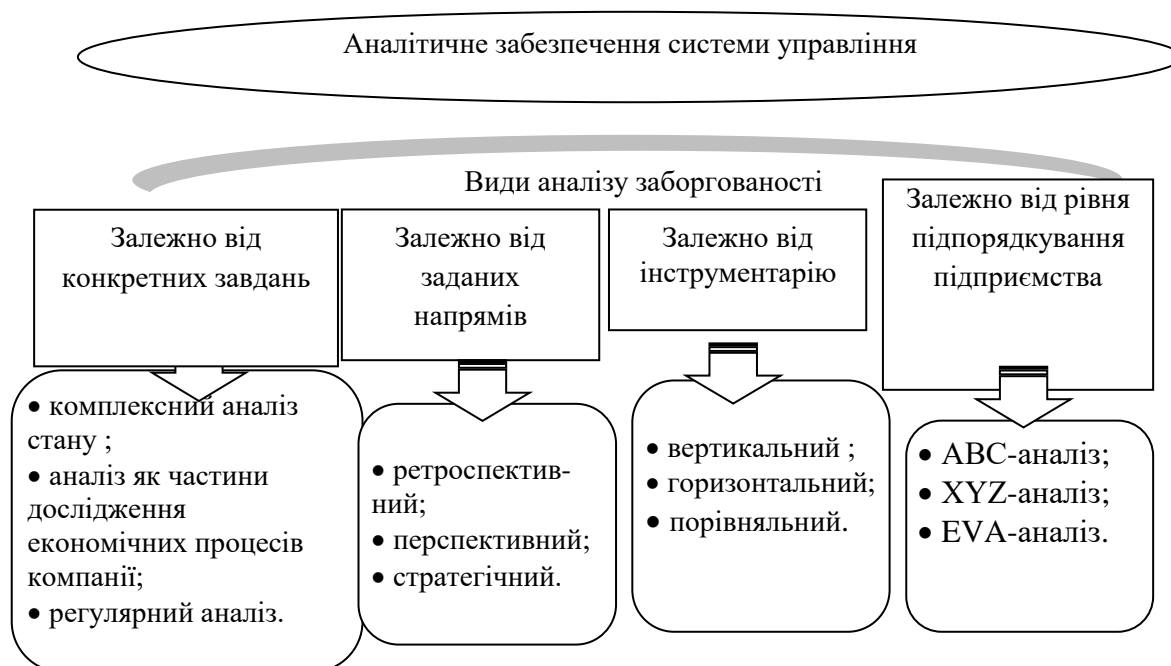 Аналітичне забезпечення системи управління
Види аналізу заборгованості
Залежно від
конкретних завдань
Залежно від
заданих
напрямів
Залежно від
інструментарію
Залежно від рівня
підпорядкування
підприємства
• комплексний аналіз
стану ;
• аналіз як частини
дослідження
економічних процесів
компанії;
• регулярний аналіз.
• ретроспектив-
ний;
• перспективний;
• стратегічний.
• вертикальний ;
• горизонтальний;
• порівняльний.
• ABC-аналіз;
• XYZ-аналіз;
• EVA-аналіз.